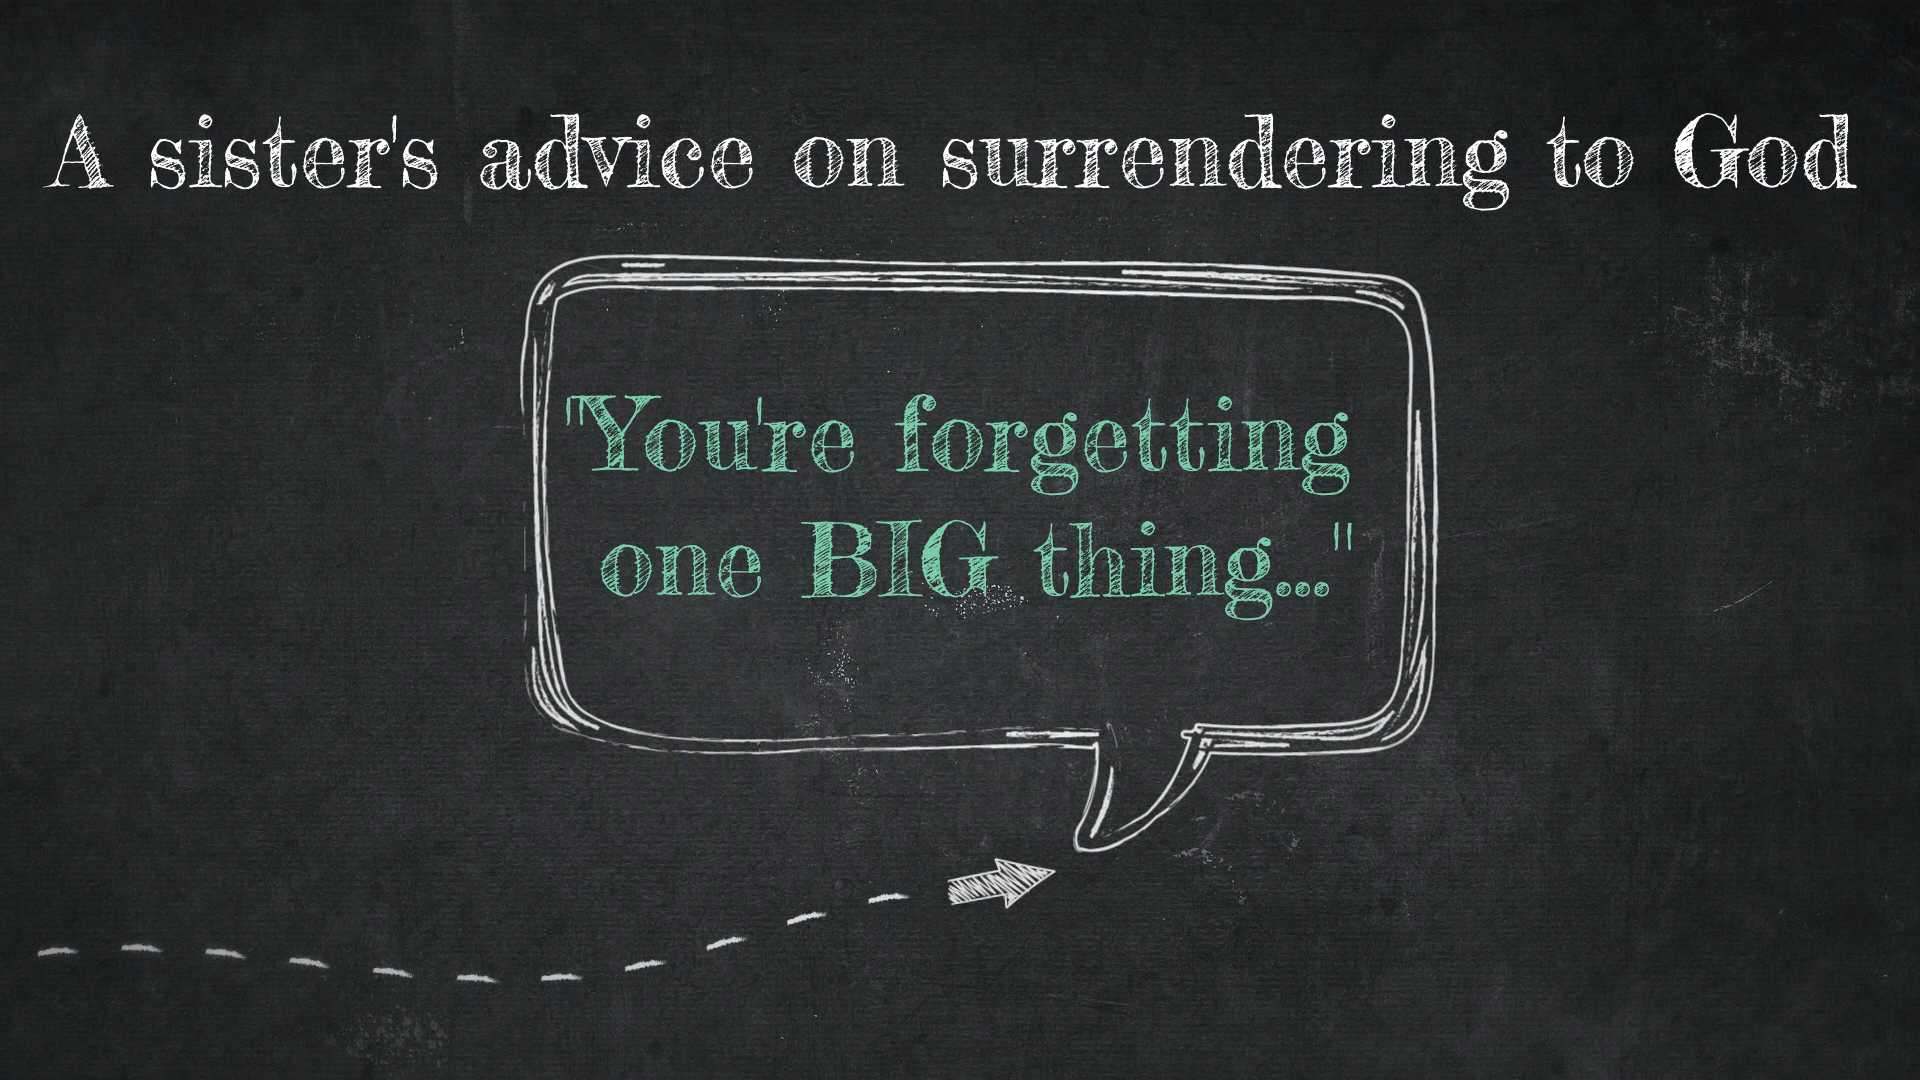 A sister's advice on surrendering to God
"You're forgetting
one BIG thing..."